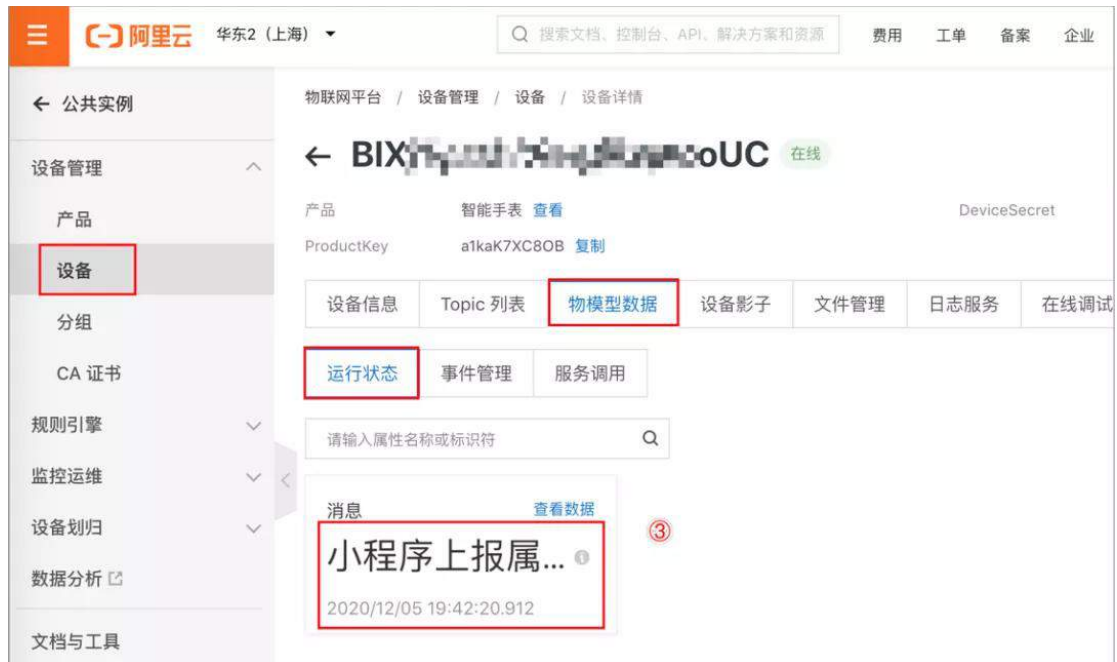 阿里云 华东2（上海） 搜索文档、控制台、API、解决方案和资源 费用 工单 备案 企业
公共实例
设备管理
产品
设备
分组
CA 证书
规则引擎
监控运维
设备划归
数据分析
文档与工具
物联网平台 / 设备管理 / 设备 / 设备详情
BIX oUC 在线
产品 智能手表 查看 DeviceSecret
ProductKey a1kaK7XC8OB 复制
设备信息 Topic 列表 物模型数据 设备影子 文件管理 日志服务 在线调试
运行状态 事件管理 服务调用
请输入属性名称或标识符
消息 查看数据
小程序上报属... ③
2020/12/05 19:42:20.912